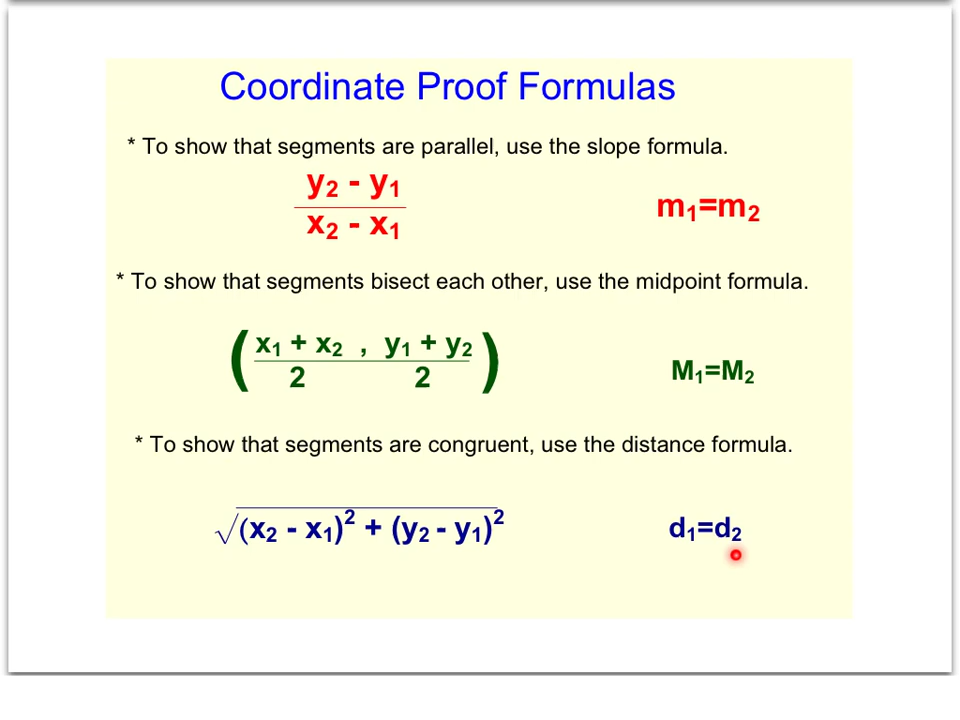 Coordinate Proof Formulas
* To show that segments are parallel, use the slope formula.
y₂ - y₁
x₂ - x₁
m₁=m₂
* To show that segments bisect each other, use the midpoint formula.
(x₁ + x₂ , y₁ + y₂)
2 2
M₁=M₂
* To show that segments are congruent, use the distance formula.
√(x₂ - x₁)² + (y₂ - y₁)² d₁=d₂